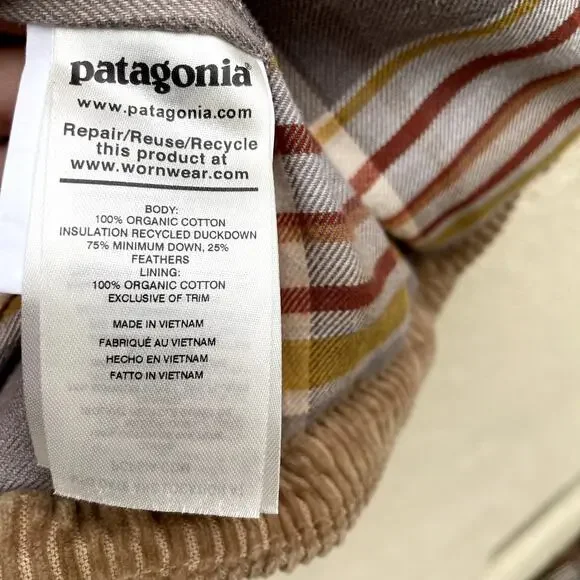 patagonia®
www.patagonia.com
Repair/Reuse/Recycle
this product at
www.wornwear.com
BODY:
100% ORGANIC COTTON
INSULATION RECYCLED DUCKDOWN
75% MINIMUM DOWN, 25%
FEATHERS
LINING:
100% ORGANIC COTTON
EXCLUSIVE OF TRIM
MADE IN VIETNAM
FABRIQUÉ AU VIETNAM
HECHO EN VIETNAM
FATTO IN VIETNAM